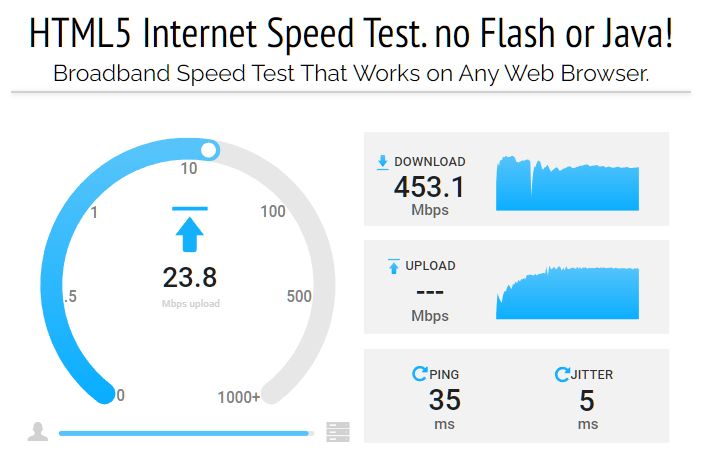 HTML5 Internet Speed Test. no Flash or Java!
Broadband Speed Test That Works on Any Web Browser.
10
1
100
.5
500
0
1000+
23.8
Mbps upload
DOWNLOAD
453.1
Mbps
UPLOAD
---
Mbps
PING
35
ms
JITTER
5
ms